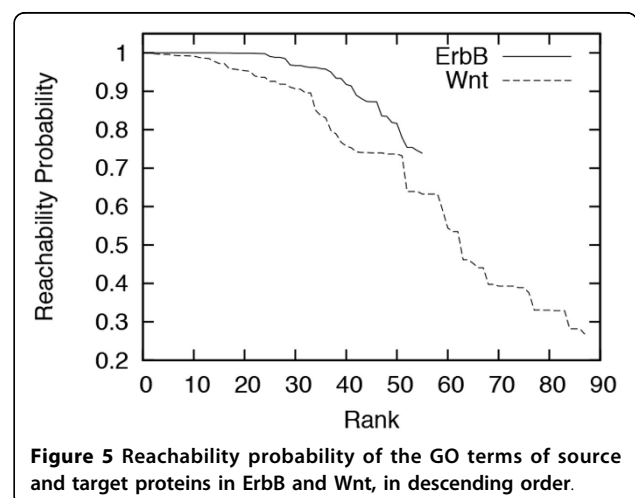 ErbB
Wnt
Reachability Probability
1
0.9
0.8
0.7
0.6
0.5
0.4
0.3
0.2
0 10 20 30 40 50 60 70 80 90
Rank
Figure 5 Reachability probability of the GO terms of source
and target proteins in ErbB and Wnt, in descending order.